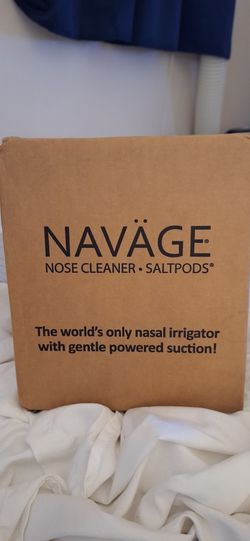 NAVÄGE®
NOSE CLEANER • SALTPODS®
The world's only nasal irrigator
with gentle powered suction!